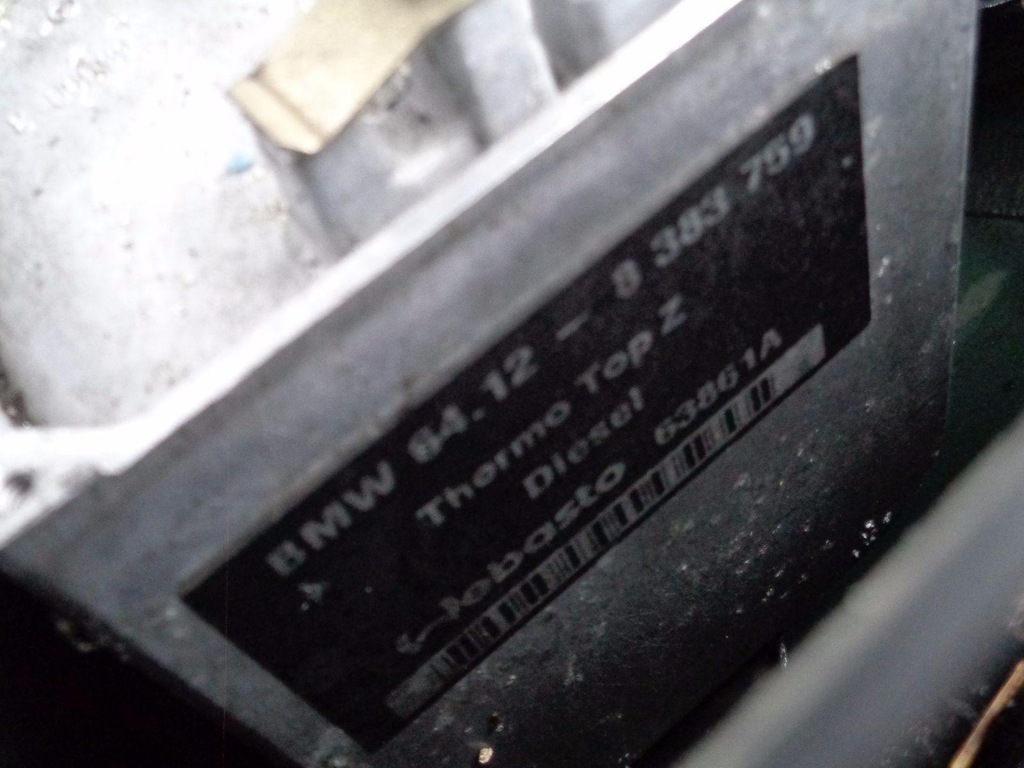 BMW 64.12 - 8 383 759
Thermo Top Z
Diesel
Webasto 63861A